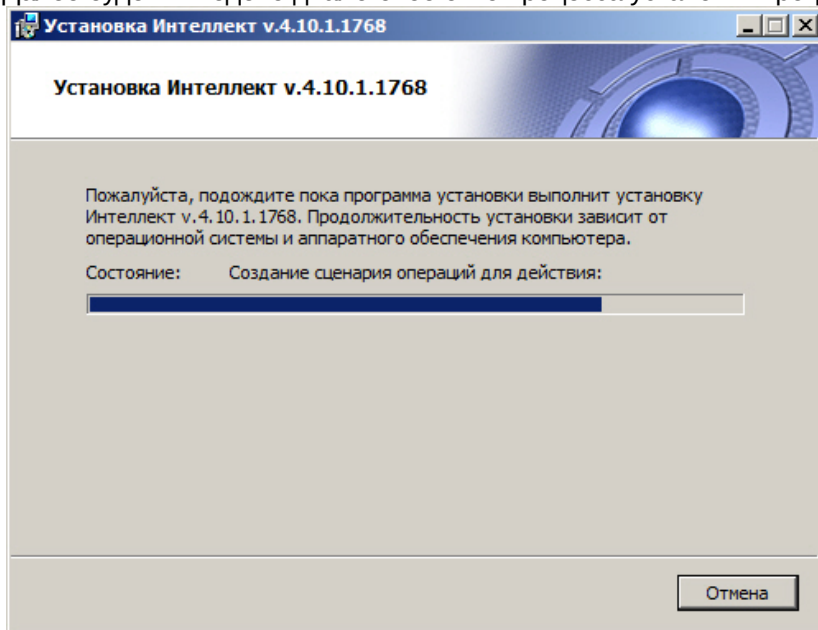 Установка Интеллект v.4.10.1.1768
Установка Интеллект v.4.10.1.1768
Пожалуйста, подождите пока программа установки выполнит установку
Интеллект v.4.10.1.1768. Продолжительность установки зависит от
операционной системы и аппаратного обеспечения компьютера.
Состояние: Создание сценария операций для действия:
Отмена